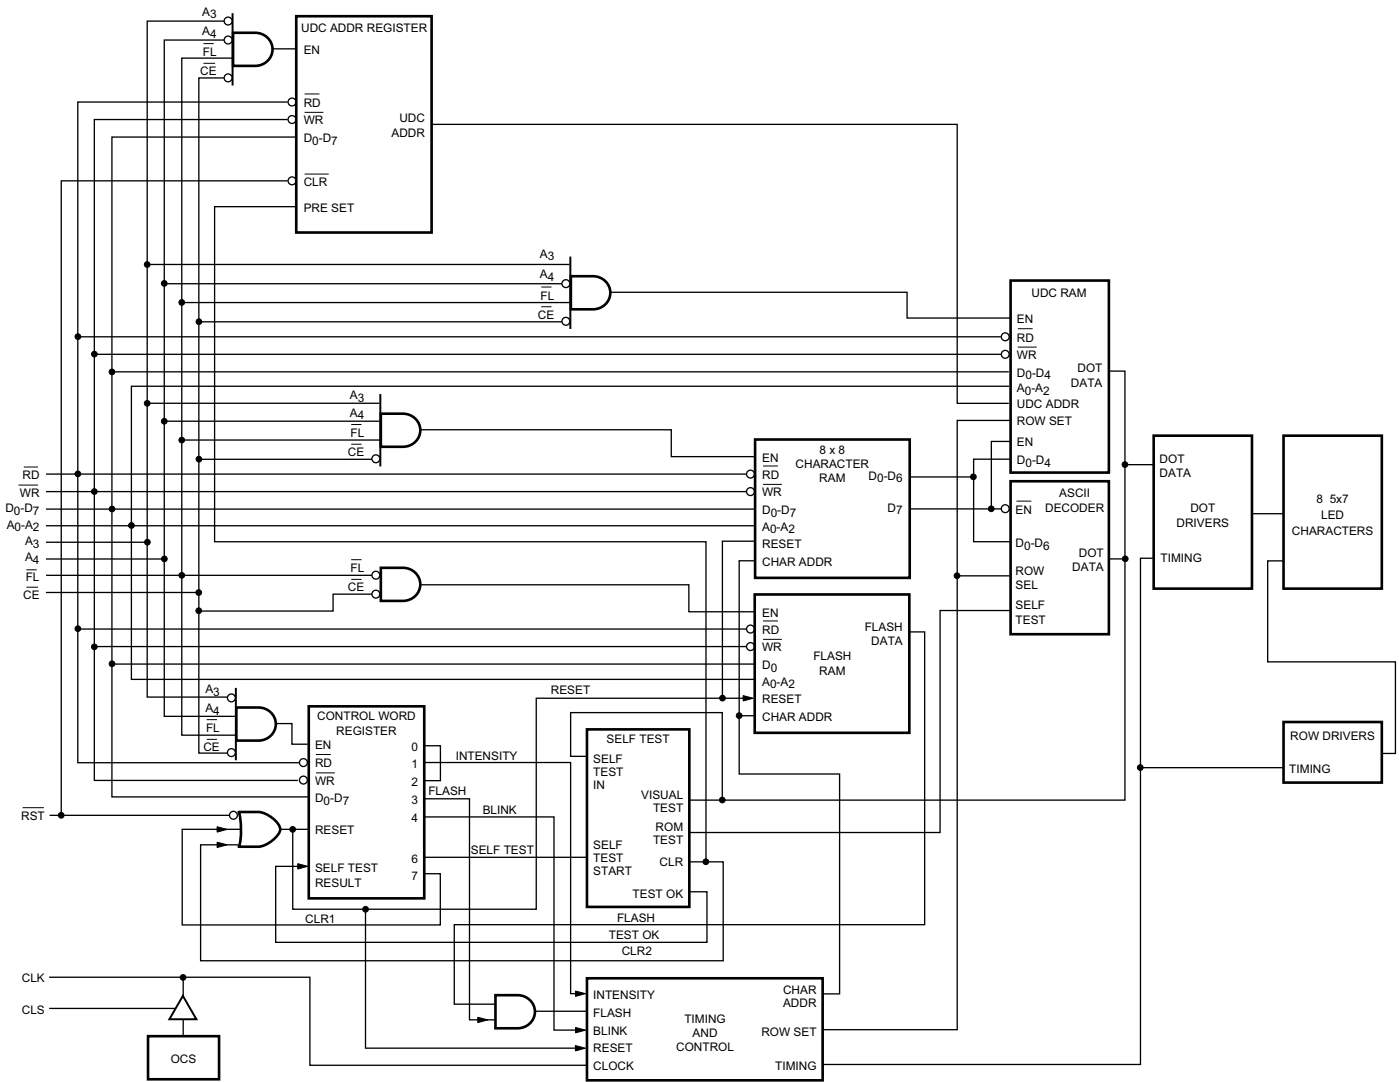 A3
A4
FL
CE
UDC ADDR REGISTER
EN
RD
WR
D0-D7
CLR
PRE SET
UDC
ADDR
A3
A4
FL
CE
UDC RAM
EN
RD
WR
D0-D4
A0-A2
UDC ADDR
ROW SET
EN
D0-D4
DOT
DATA
A3
A4
FL
CE
8 x 8
CHARACTER
RAM
EN
RD
WR
D0-D7
A0-A2
RESET
CHAR ADDR
D0-D6
D7
ASCII
DECODER
EN
D0-D6
ROW
SEL
SELF
TEST
DOT
DATA
DOT
DATA
DOT
DRIVERS
TIMING
8 5x7
LED
CHARACTERS
RD
WR
D0-D7
A0-A2
A3
A4
FL
CE
FL
CE
EN
RD
WR
D0
A0-A2
RESET
CHAR ADDR
FLASH
DATA
FLASH
RAM
RESET
ROW DRIVERS
TIMING
A3
A4
FL
CE
CONTROL WORD
REGISTER
EN
RD
WR
D0-D7
RESET
SELF TEST
RESULT
0
1
2
3
4
6
7
INTENSITY
FLASH
BLINK
SELF TEST
SELF TEST
SELF
TEST
IN
VISUAL
TEST
ROM
TEST
SELF
TEST
START
CLR
TEST OK
RST
CLR1
FLASH
TEST OK
CLR2
CLK
CLS
OCS
INTENSITY
FLASH
BLINK
RESET
CLOCK
TIMING
AND
CONTROL
CHAR
ADDR
ROW SET
TIMING